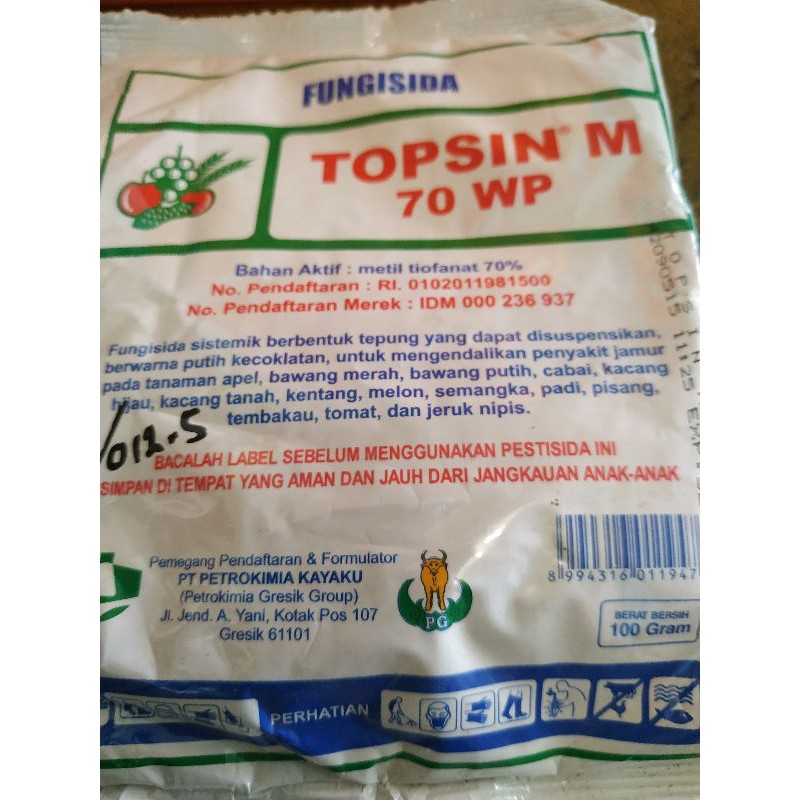 FUNGISIDA
TOPSIN® M
70 WP
Bahan Aktif : metil tiofanat 70%
No. Pendaftaran : RI. 0102011981500
No. Pendaftaran Merek : IDM 000 236 937
Fungisida sistemik berbentuk tepung yang dapat disuspensikan,
berwarna putih kecoklatan, untuk mengendalikan penyakit jamur
pada tanaman apel, bawang merah, bawang putih, cabai, kacang
hijau, kacang tanah, kentang, melon, semangka, padi, pisang,
tembakau, tomat, dan jeruk nipis.
012.5
BACALAH LABEL SEBELUM MENGGUNAKAN PESTISIDA INI
SIMPAN DI TEMPAT YANG AMAN DAN JAUH DARI JANGKAUAN ANAK-ANAK
Pemegang Pendaftaran & Formulator
PT PETROKIMIA KAYAKU
(Petrokimia Gresik Group)
Jl. Jend. A. Yani, Kotak Pos 107
Gresik 61101
PG
8 994316 011947
BERAT BERSIH
100 Gram
PERHATIAN